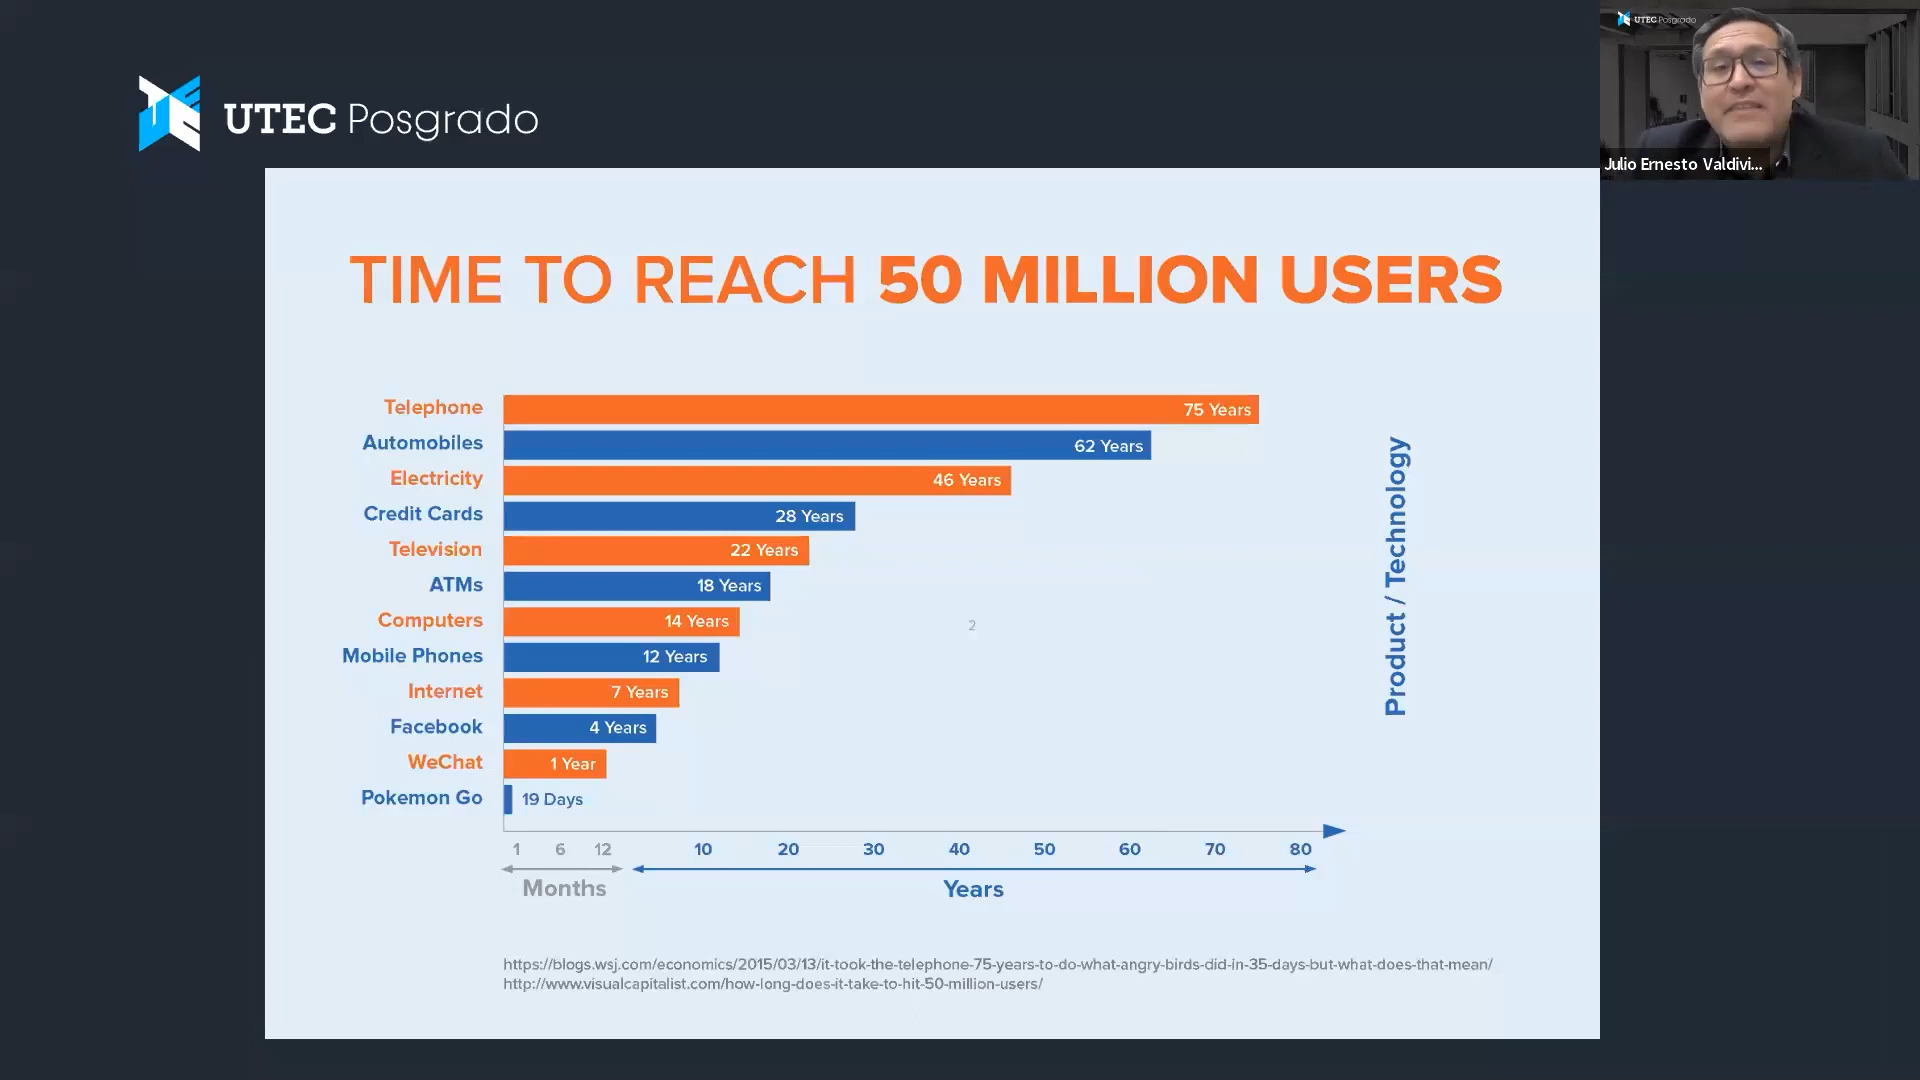 UTEC Posgrado
UTEC Posgrado
Julio Ernesto Valdivi...
TIME TO REACH 50 MILLION USERS
Telephone 75 Years
Automobiles 62 Years
Electricity 46 Years
Credit Cards 28 Years
Television 22 Years
ATMs 18 Years
Computers 14 Years
2
Mobile Phones 12 Years
Internet 7 Years
Facebook 4 Years
WeChat 1 Year
Pokemon Go 19 Days
Product / Technology
1 6 12 10 20 30 40 50 60 70 80
Months Years
https://blogs.wsj.com/economics/2015/03/13/it-took-the-telephone-75-years-to-do-what-angry-birds-did-in-35-days-but-what-does-that-mean/
http://www.visualcapitalist.com/how-long-does-it-take-to-hit-50-million-users/